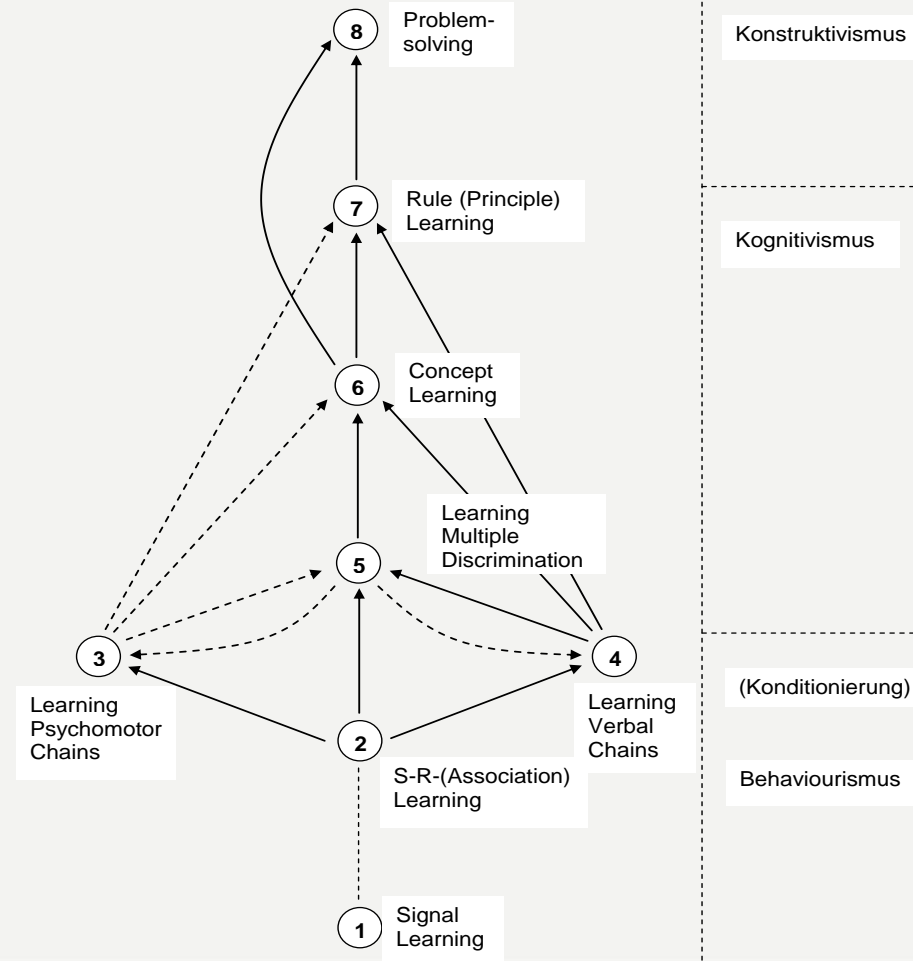 8
Problem-
solving
Konstruktivismus
7
Rule (Principle)
Learning
Kognitivismus
6
Concept
Learning
Learning
Multiple
Discrimination
5
3
4
Learning
Psychomotor
Chains
2
S-R-(Association)
Learning
Learning
Verbal
Chains
(Konditionierung)
Behaviourismus
1
Signal
Learning